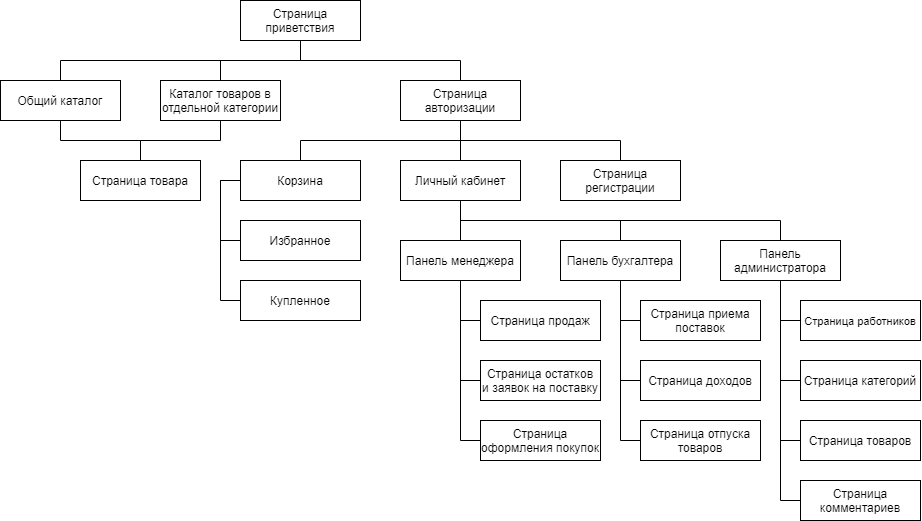 Страница
приветствия
Общий каталог
Каталог товаров в
отдельной категории
Страница
авторизации
Страница товара
Корзина
Личный кабинет
Страница
регистрации
Избранное
Купленное
Панель менеджера
Панель бухгалтера
Панель
администратора
Страница продаж
Страница приема
поставок
Страница работников
Страница остатков
и заявок на поставку
Страница доходов
Страница категорий
Страница
оформления покупок
Страница отпуска
товаров
Страница товаров
Страница
комментариев